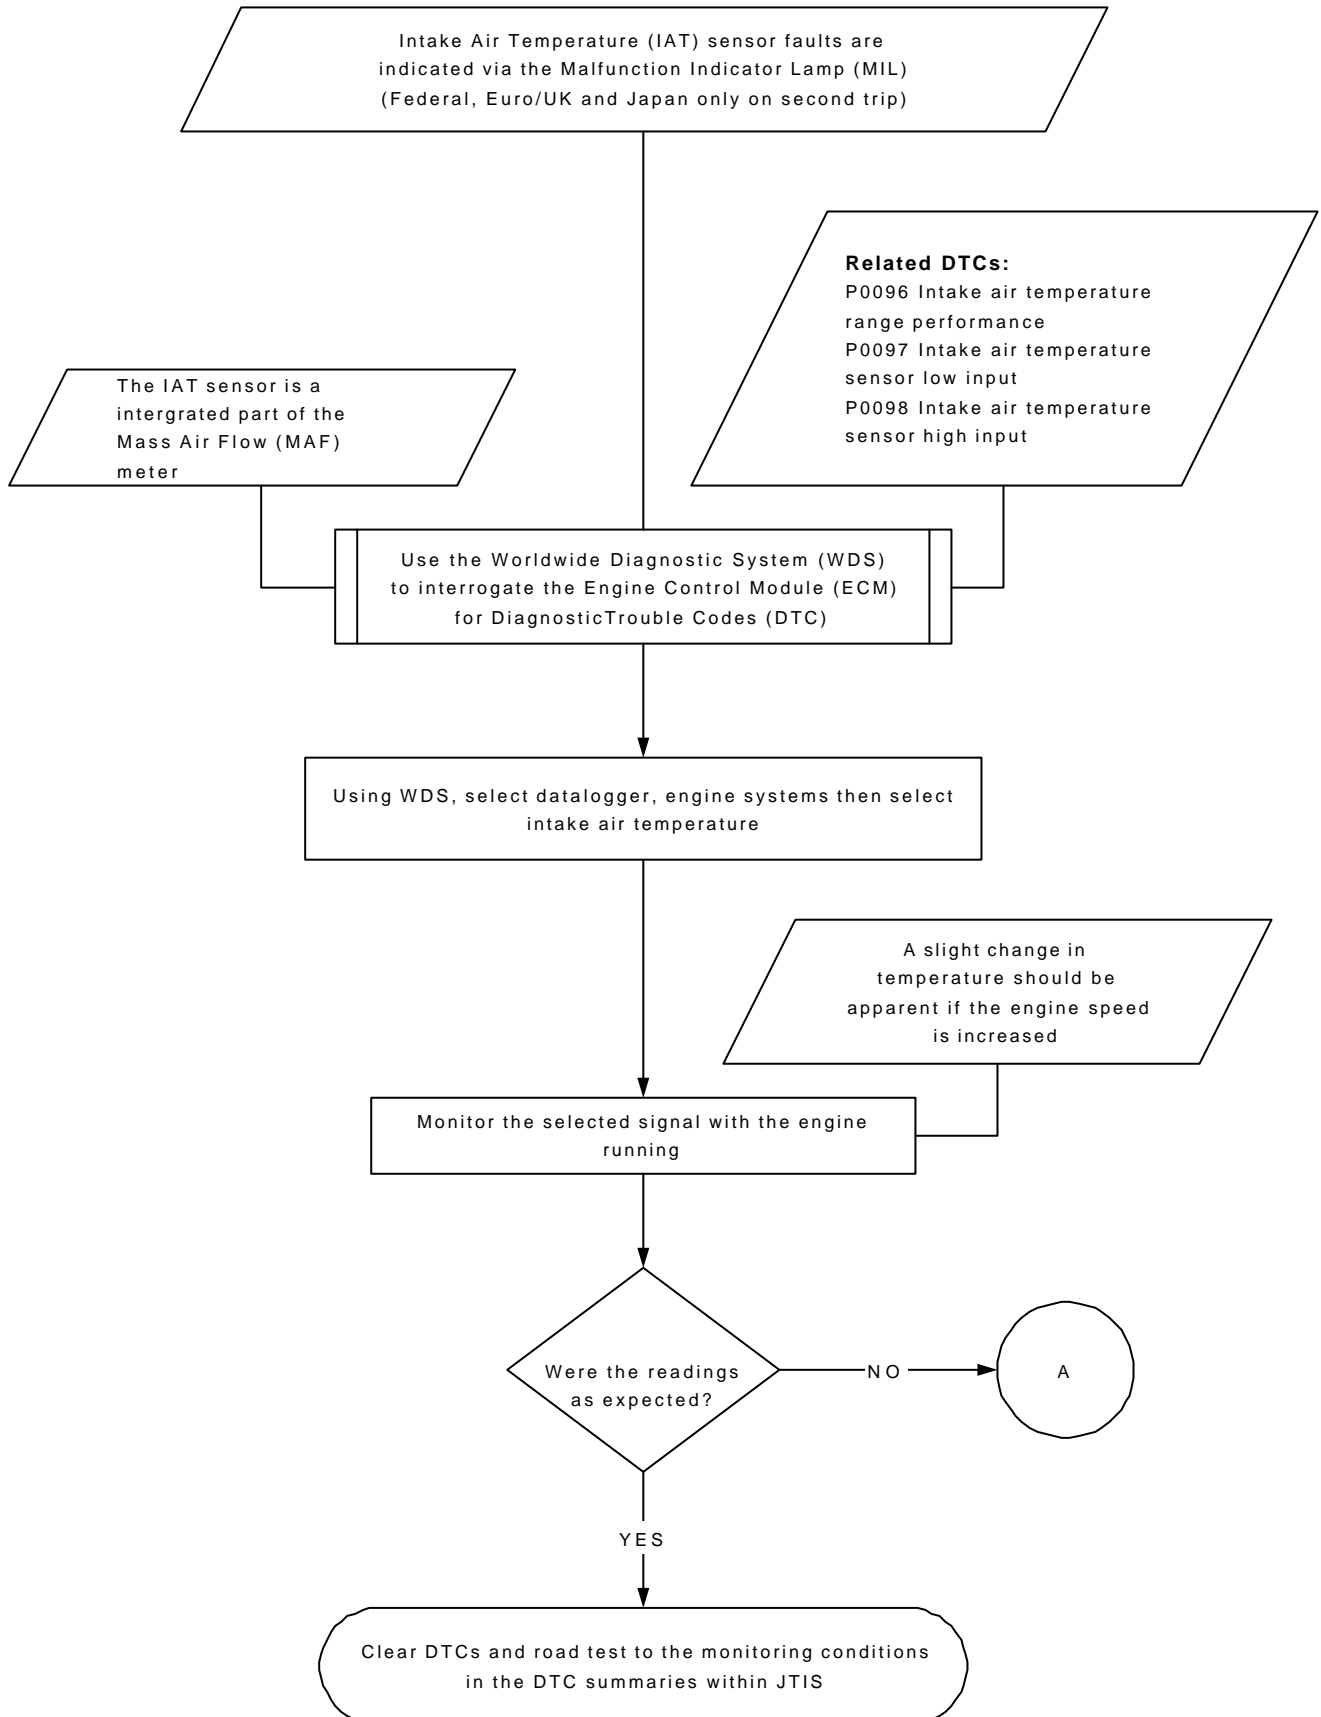 Intake Air Temperature (IAT) sensor faults are
indicated via the Malfunction Indicator Lamp (MIL)
(Federal, Euro/UK and Japan only on second trip)
Related DTCs:
P0096 Intake air temperature
range performance
P0097 Intake air temperature
sensor low input
P0098 Intake air temperature
sensor high input
The IAT sensor is a
intergrated part of the
Mass Air Flow (MAF)
meter
Use the Worldwide Diagnostic System (WDS)
to interrogate the Engine Control Module (ECM)
for DiagnosticTrouble Codes (DTC)
Using WDS, select datalogger, engine systems then select
intake air temperature
A slight change in
temperature should be
apparent if the engine speed
is increased
Monitor the selected signal with the engine
running
Were the readings
as expected?
NO
A
YES
Clear DTCs and road test to the monitoring conditions
in the DTC summaries within JTIS